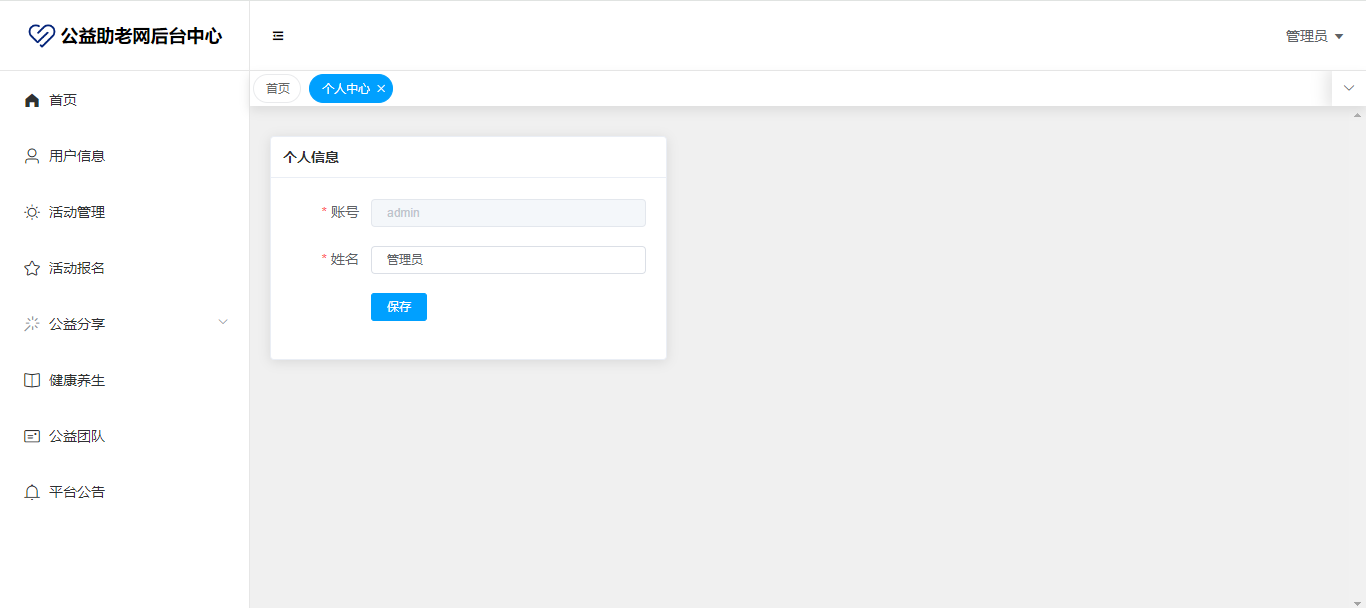 公益助老网后台中心
管理员
首页
个人中心
首页
用户信息
活动管理
活动报名
公益分享
健康养生
公益团队
平台公告
个人信息
* 账号 admin
* 姓名 管理员
保存